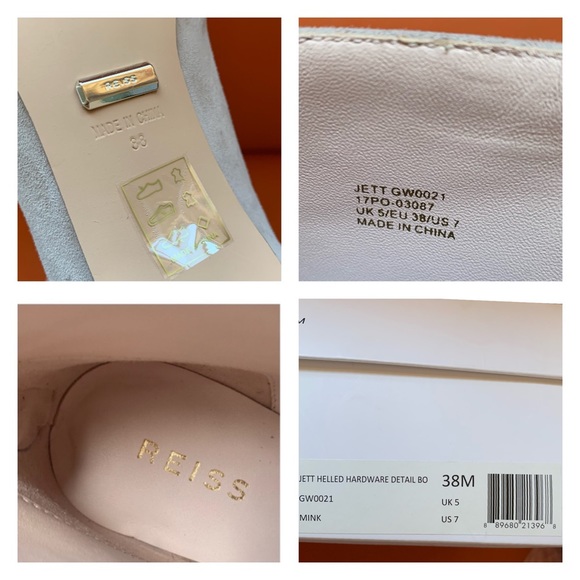 REISS
MADE IN CHINA
38
JETT GW0021
17PO-03087
UK 5/EU 38/US 7
MADE IN CHINA
REISS
M
JETT HELLED HARDWARE DETAIL BO
38M
GW0021
UK 5
MINK
US 7
8 89680 21396 8